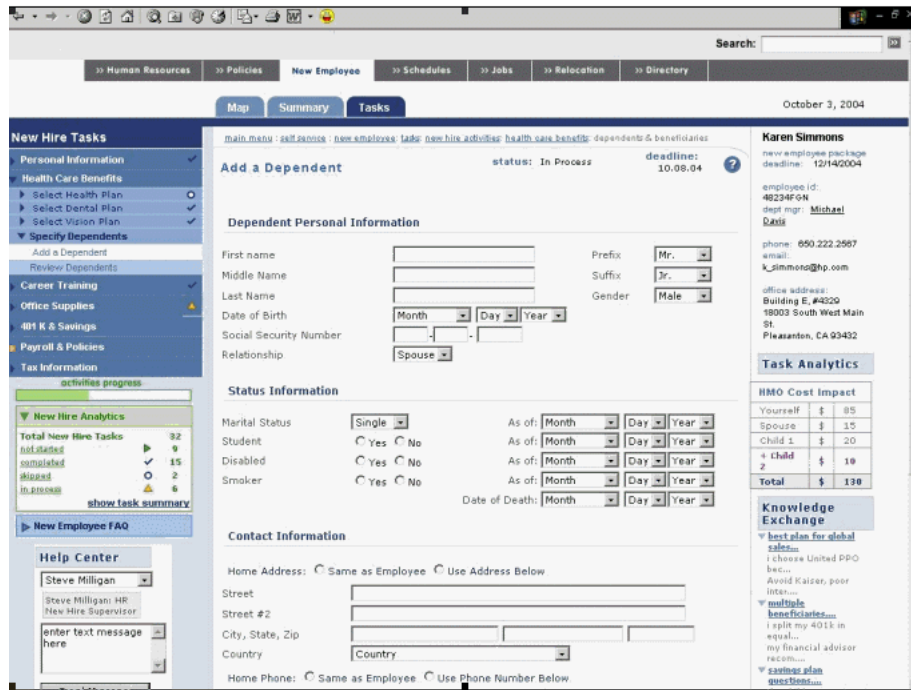 Search:
» Human Resources » Policies New Employee » Schedules » Jobs » Relocation » Directory
Map Summary Tasks October 3, 2004
New Hire Tasks
Personal Information
Health Care Benefits
Select Health Plan
Select Dental Plan
Select Vision Plan
Specify Dependents
Add a Dependent
Review Dependents
Career Training
Office Supplies
401 K & Savings
Payroll & Policies
Tax Information
activities progress
New Hire Analytics
Total New Hire Tasks 32
not started 9
completed 15
skipped 2
in process 6
show task summary
New Employee FAQ
Help Center
Steve Milligan
Steve Milligan: HR
New Hire Supervisor
enter text message
here
main menu : self service : new employee: tasks: new hire activities: health care benefits: dependents & beneficiaries
Add a Dependent status: In Process deadline:
10.08.04 ?
Dependent Personal Information
First name Prefix Mr.
Middle Name Suffix Jr.
Last Name Gender Male
Date of Birth Month Day Year
Social Security Number - -
Relationship Spouse
Status Information
Marital Status Single As of: Month Day Year
Student Yes No As of: Month Day Year
Disabled Yes No As of: Month Day Year
Smoker Yes No As of: Month Day Year
Date of Death: Month Day Year
Contact Information
Home Address: Same as Employee Use Address Below
Street
Street #2
City, State, Zip
Country Country
Home Phone: Same as Employee Use Phone Number Below
Karen Simmons
new employee package
deadline: 12/14/2004
employee id:
48234FGN
dept mgr: Michael
Davis
phone: 650.222.2567
email:
k_simmons@hp.com
office address:
Building E, #4329
18003 South West Main
St.
Pleasanton, CA 93432
Task Analytics
HMO Cost Impact
Yourself $ 85
Spouse $ 15
Child 1 $ 20
+ Child
2 $ 10
Total $ 130
Knowledge
Exchange
best plan for global
sales...
i choose United PPO
bec...
Avoid Kaiser, poor
inter....
multiple
beneficiaries....
i split my 401k in
equal...
my financial advisor
recom....
savings plan
questions....